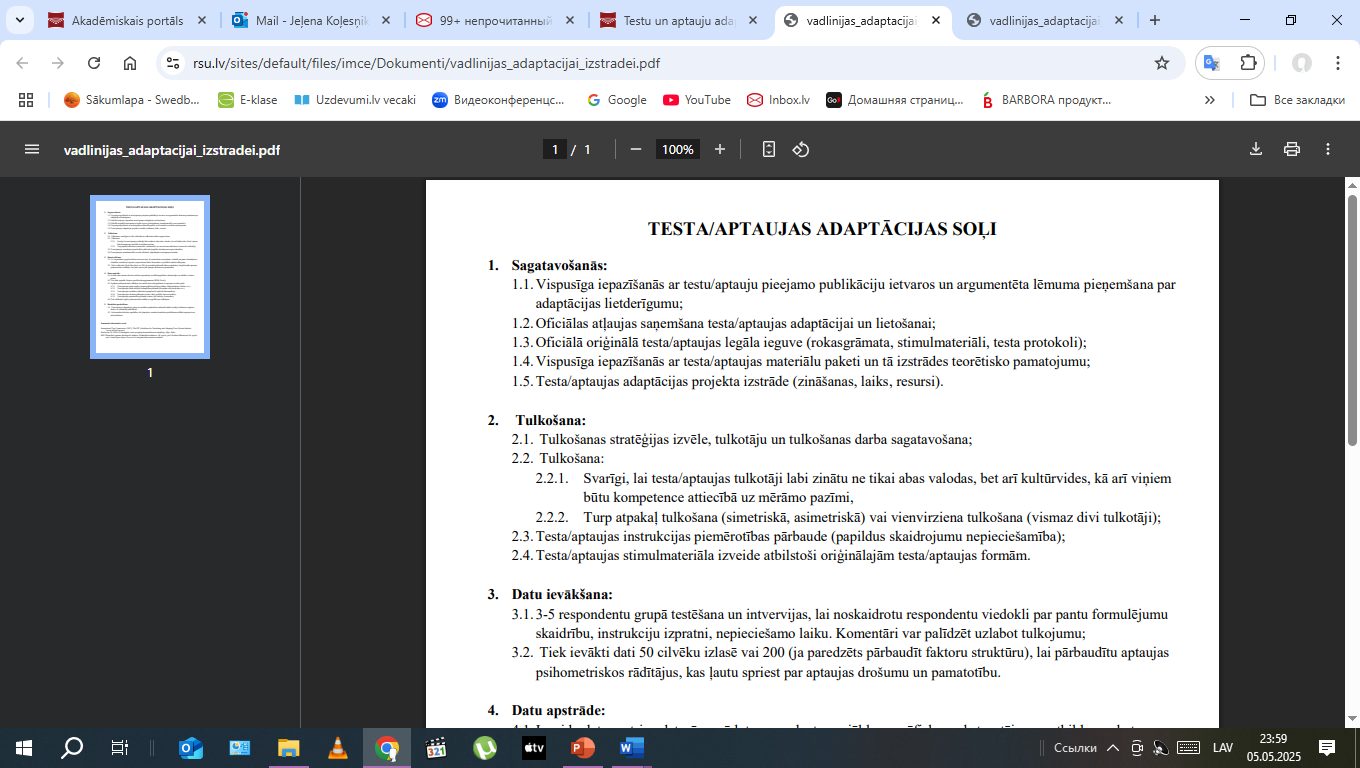 Akadēmiskais portāls
Mail - Jeļena Koļesņik
99+ непрочитанный
Testu un aptauju adap
vadlinijas_adaptacijai_
vadlinijas_adaptacijai
rsu.lv/sites/default/files/imce/Dokumenti/vadlinijas_adaptacijai_izstradei.pdf
Sākumlapa - Swedb...
E-klase
Uzdevumi.lv vecaki
Видеоконференцс...
Google
YouTube
Inbox.lv
Домашняя страниц...
BARBORA продукт...
Все закладки
vadlinijas_adaptacijai_izstradei.pdf
1 / 1
100%
1
TESTA/APTAUJAS ADAPTĀCIJAS SOĻI
1. Sagatavošanās:
1.1. Vispusīga iepazīšanās ar testu/aptauju pieejamo publikāciju ietvaros un argumentēta lēmuma pieņemšana par
adaptācijas lietderīgumu;
1.2. Oficiālas atļaujas saņemšana testa/aptaujas adaptācijai un lietošanai;
1.3. Oficiālā oriģinālā testa/aptaujas legāla ieguve (rokasgrāmata, stimulmateriāli, testa protokoli);
1.4. Vispusīga iepazīšanās ar testa/aptaujas materiālu paketi un tā izstrādes teorētisko pamatojumu;
1.5. Testa/aptaujas adaptācijas projekta izstrāde (zināšanas, laiks, resursi).
2. Tulkošana:
2.1. Tulkošanas stratēģijas izvēle, tulkotāju un tulkošanas darba sagatavošana;
2.2. Tulkošana:
2.2.1. Svarīgi, lai testa/aptaujas tulkotāji labi zinātu ne tikai abas valodas, bet arī kultūrvides, kā arī viņiem
būtu kompetence attiecībā uz mērāmo pazīmi,
2.2.2. Turp atpakaļ tulkošana (simetriskā, asimetriskā) vai vienvirziena tulkošana (vismaz divi tulkotāji);
2.3. Testa/aptaujas instrukcijas piemērotības pārbaude (papildus skaidrojumu nepieciešamība);
2.4. Testa/aptaujas stimulmateriāla izveide atbilstoši oriģinālajām testa/aptaujas formām.
3. Datu ievākšana:
3.1. 3-5 respondentu grupā testēšana un intvervijas, lai noskaidrotu respondentu viedokli par pantu formulējumu
skaidrību, instrukciju izpratni, nepieciešamo laiku. Komentāri var palīdzēt uzlabot tulkojumu;
3.2. Tiek ievākti dati 50 cilvēku izlasē vai 200 (ja paredzēts pārbaudīt faktoru struktūru), lai pārbaudītu aptaujas
psihometriskos rādītājus, kas ļautu spriest par aptaujas drošumu un pamatotību.
4. Datu apstrāde:
321
tv
Ссылки
LAV
23:59
05.05.2025